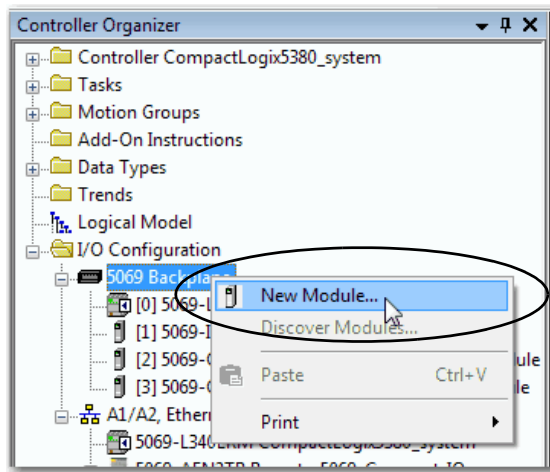 Controller Organizer
Controller CompactLogix5380_system
Tasks
Motion Groups
Add-On Instructions
Data Types
Trends
Logical Model
I/O Configuration
5069 Backplane
New Module...
[0] 5069-L
Discover Modules...
[1] 5069-I
[2] 5069-
Paste Ctrl+V
ule
[3] 5069-
le
Print
A1/A2, Ether
5069-L340ERM CompactLogix5380_system